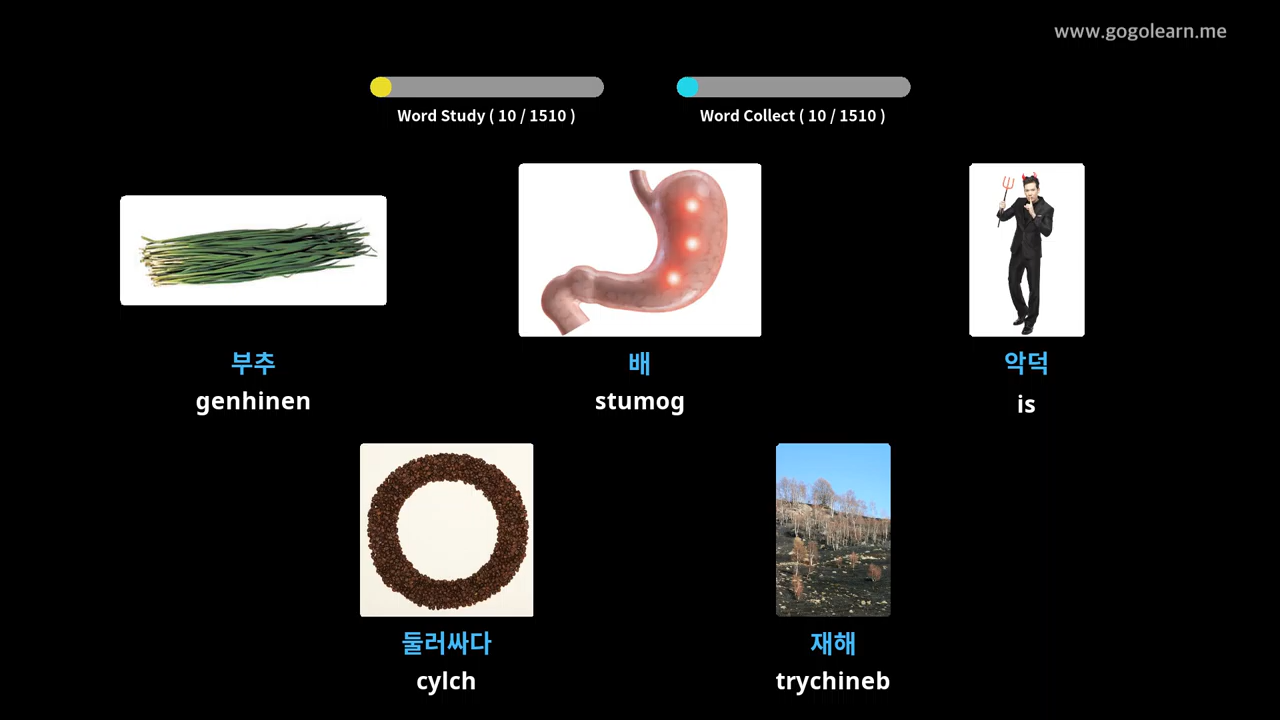 www.gogolearn.me
Word Study ( 10 / 1510 )
Word Collect ( 10 / 1510 )
부추
genhinen
배
stumog
악덕
is
둘러싸다
cylch
재해
trychineb